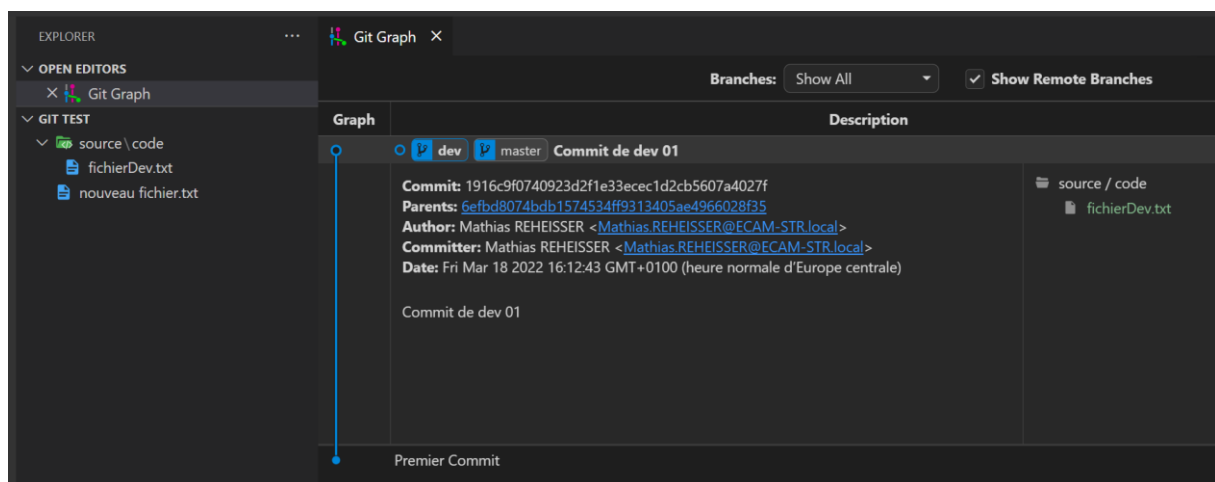 EXPLORER ...
OPEN EDITORS
Git Graph
GIT TEST
source \ code
fichierDev.txt
nouveau fichier.txt
Git Graph
Branches: Show All Show Remote Branches
Graph Description
dev master Commit de dev 01
Commit: 1916c9f0740923d2f1e33ecec1d2cb5607a4027f
Parents: 6efbd8074bdb1574534ff9313405ae4966028f35
Author: Mathias REHEISSER <Mathias.REHEISSER@ECAM-STR.local>
Committer: Mathias REHEISSER <Mathias.REHEISSER@ECAM-STR.local>
Date: Fri Mar 18 2022 16:12:43 GMT+0100 (heure normale d'Europe centrale)
Commit de dev 01
source / code
fichierDev.txt
Premier Commit